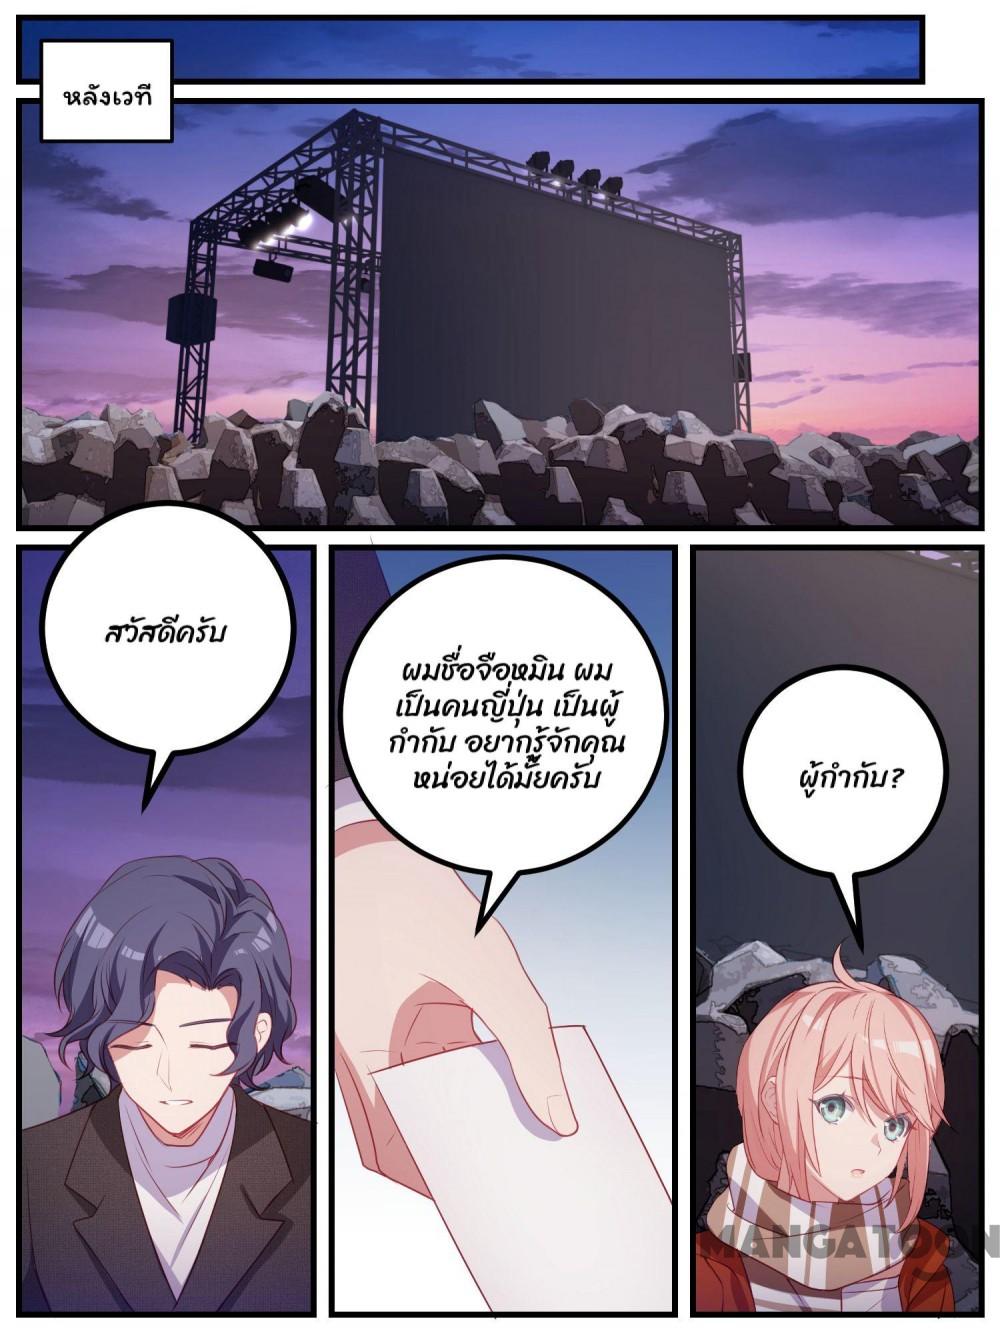 หลังเวที
สวัสดีครับ
ผมชื่อจือหมิน ผม
เป็นคนญี่ปุ่น เป็นผู้
กำกับ อยากรู้จักคุณ
หน่อยได้มั้ยครับ
ผู้กำกับ?
MANGATOON